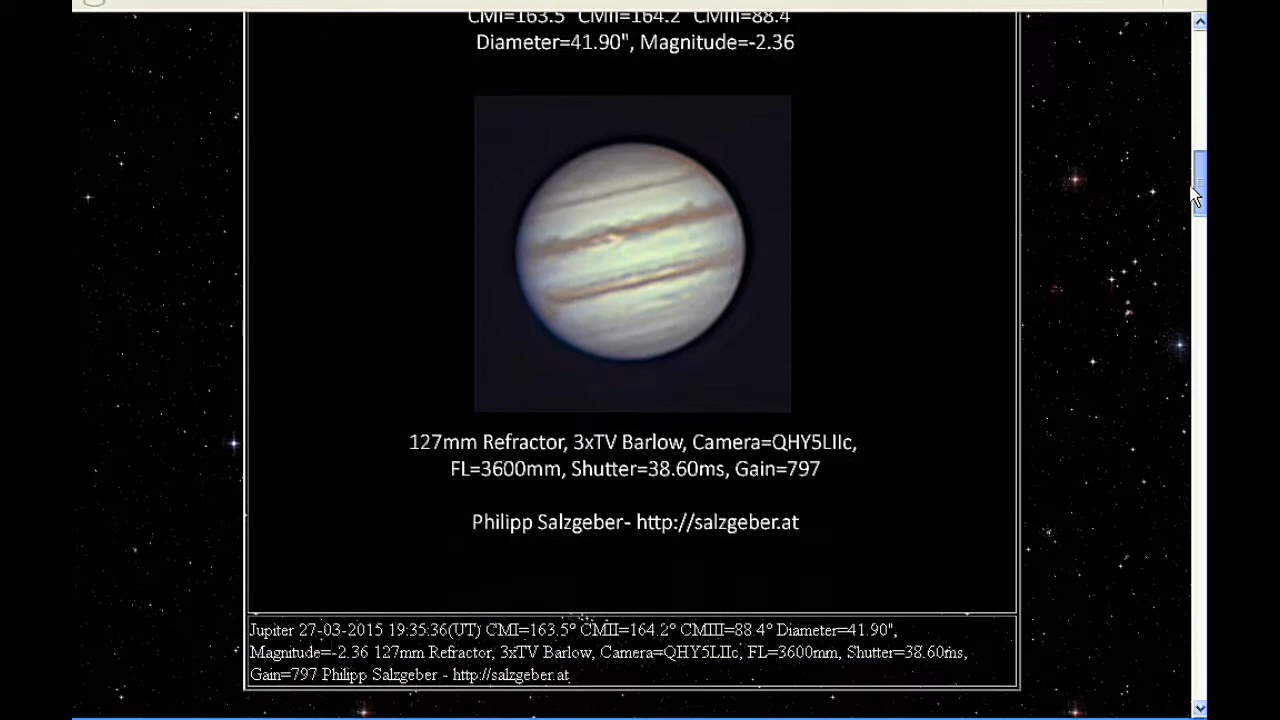 CMI=163.5 CMII=164.2 CMIII=88.4
Diameter=41.90", Magnitude=-2.36
127mm Refractor, 3xTV Barlow, Camera=QHY5LIIc,
FL=3600mm, Shutter=38.60ms, Gain=797
Philipp Salzgeber- http://salzgeber.at
Jupiter 27-03-2015 19:35:36(UT) CMI=163.5° CMII=164.2° CMIII=88.4° Diameter=41.90",
Magnitude=-2.36 127mm Refractor, 3xTV Barlow, Camera=QHY5LIIc, FL=3600mm, Shutter=38.60ms,
Gain=797 Philipp Salzgeber - http://salzgeber.at